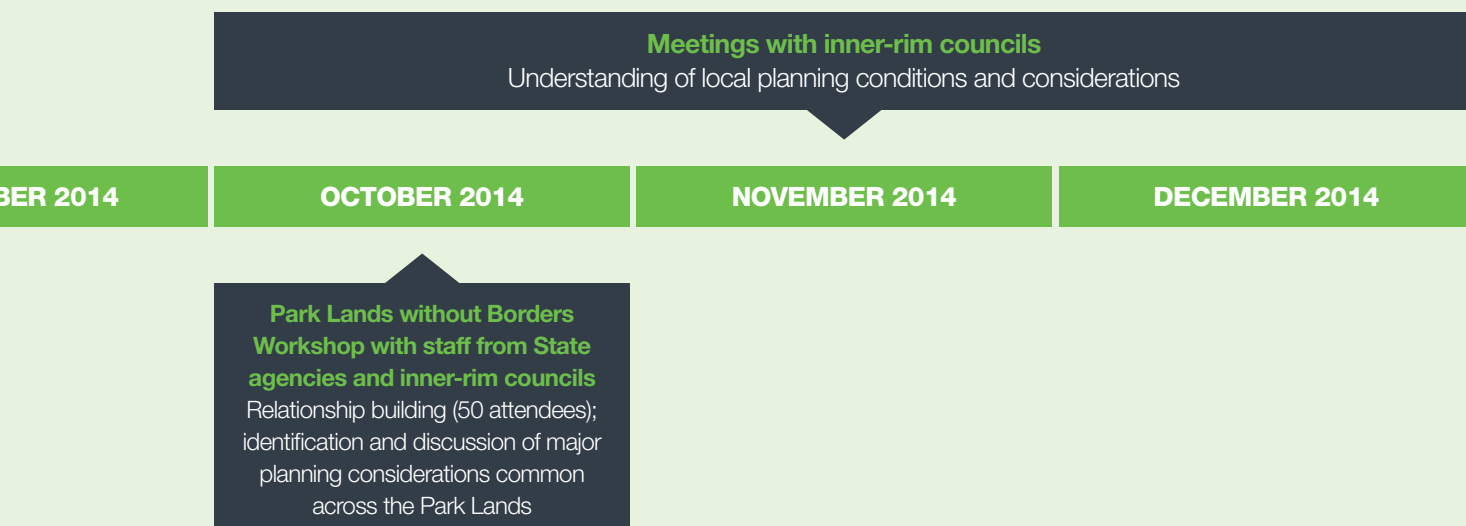 Meetings with inner-rim councils
Understanding of local planning conditions and considerations
BER 2014
OCTOBER 2014
NOVEMBER 2014
DECEMBER 2014
Park Lands without Borders
Workshop with staff from State
agencies and inner-rim councils
Relationship building (50 attendees);
identification and discussion of major
planning considerations common
across the Park Lands